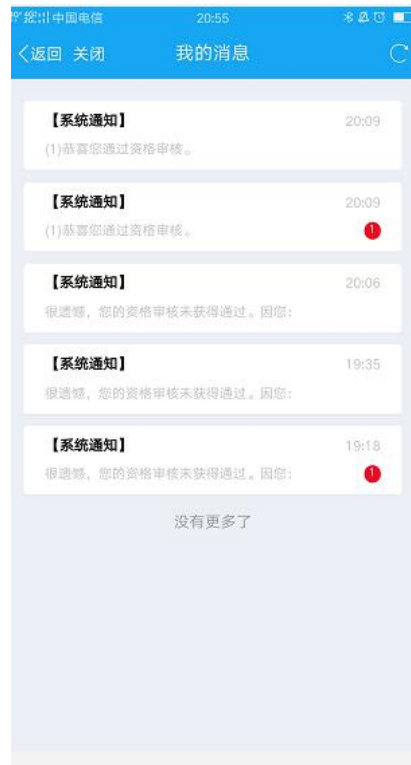 中国电信 20:55
返回 关闭 我的消息
【系统通知】 20:09
(1)恭喜您通过资格审核。
【系统通知】 20:09
(1)恭喜您通过资格审核。 1
【系统通知】 20:06
很遗憾，您的资格审核未获得通过。因您：
【系统通知】 19:35
很遗憾，您的资格审核未获得通过。因您：
【系统通知】 19:18
很遗憾，您的资格审核未获得通过。因您： 1
没有更多了